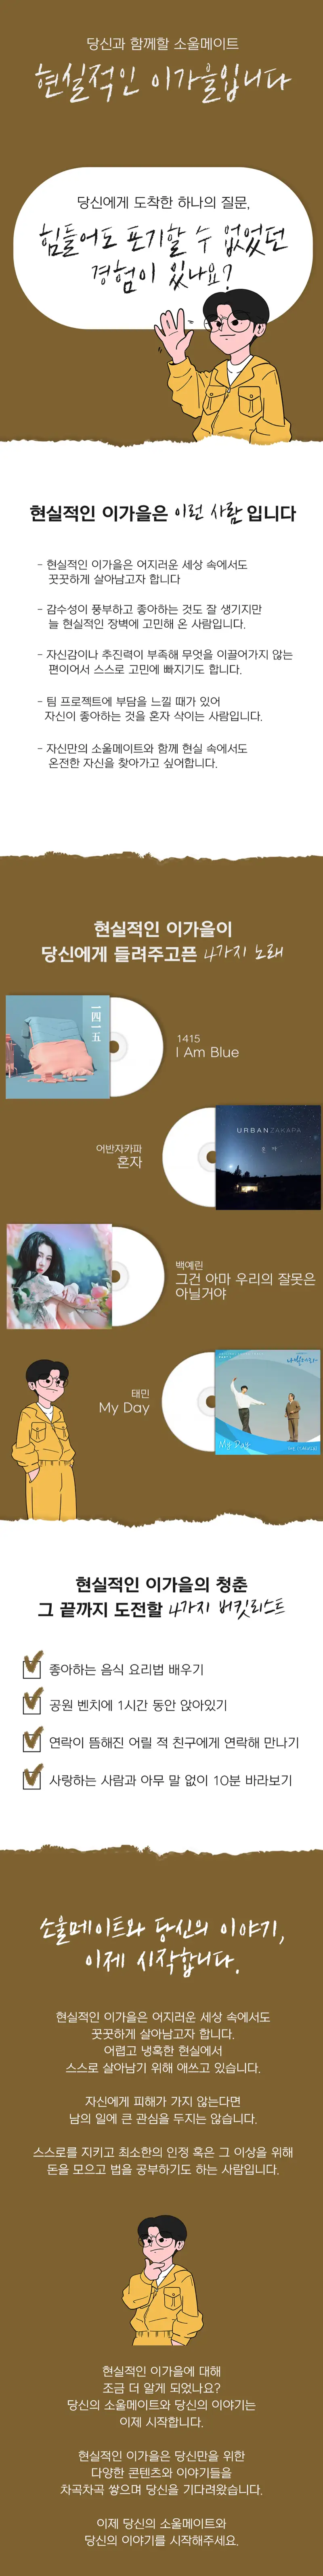 당신과 함께할 소울메이트
현실적인 이가을입니다
당신에게 도착한 하나의 질문,
힘들어도 포기할 수 없었던
경험이 있나요?
현실적인 이가을은 이런 사람 입니다
- 현실적인 이가을은 어지러운 세상 속에서도
꿋꿋하게 살아남고자 합니다
- 감수성이 풍부하고 좋아하는 것도 잘 생기지만
늘 현실적인 장벽에 고민해 온 사람입니다.
- 자신감이나 추진력이 부족해 무엇을 이끌어가지 않는
편이어서 스스로 고민에 빠지기도 합니다.
- 팀 프로젝트에 부담을 느낄 때가 있어
자신이 좋아하는 것을 혼자 삭이는 사람입니다.
- 자신만의 소울메이트와 함께 현실 속에서도
온전한 자신을 찾아가고 싶어합니다.
현실적인 이가을이
당신에게 들려주고픈 4가지 노래
一四一五
1415
I Am Blue
URBAN ZAKAPA
혼자
어반자카파
혼자
백예린
그건 아마 우리의 잘못은
아닐거야
태민
My Day
My Day
현실적인 이가을의 청춘
그 끝까지 도전할 4가지 버킷리스트
좋아하는 음식 요리법 배우기
공원 벤치에 1시간 동안 앉아있기
연락이 뜸해진 어릴 적 친구에게 연락해 만나기
사랑하는 사람과 아무 말 없이 10분 바라보기
소울메이트와 당신의 이야기,
이제 시작합니다.
현실적인 이가을은 어지러운 세상 속에서도
꿋꿋하게 살아남고자 합니다.
어렵고 냉혹한 현실에서
스스로 살아남기 위해 애쓰고 있습니다.
자신에게 피해가 가지 않는다면
남의 일에 큰 관심을 두지는 않습니다.
스스로를 지키고 최소한의 인정 혹은 그 이상을 위해
돈을 모으고 법을 공부하기도 하는 사람입니다.
현실적인 이가을에 대해
조금 더 알게 되었나요?
당신의 소울메이트와 당신의 이야기는
이제 시작합니다.
현실적인 이가을은 당신만을 위한
다양한 콘텐츠와 이야기들을
차곡차곡 쌓으며 당신을 기다려왔습니다.
이제 당신의 소울메이트와
당신의 이야기를 시작해주세요.